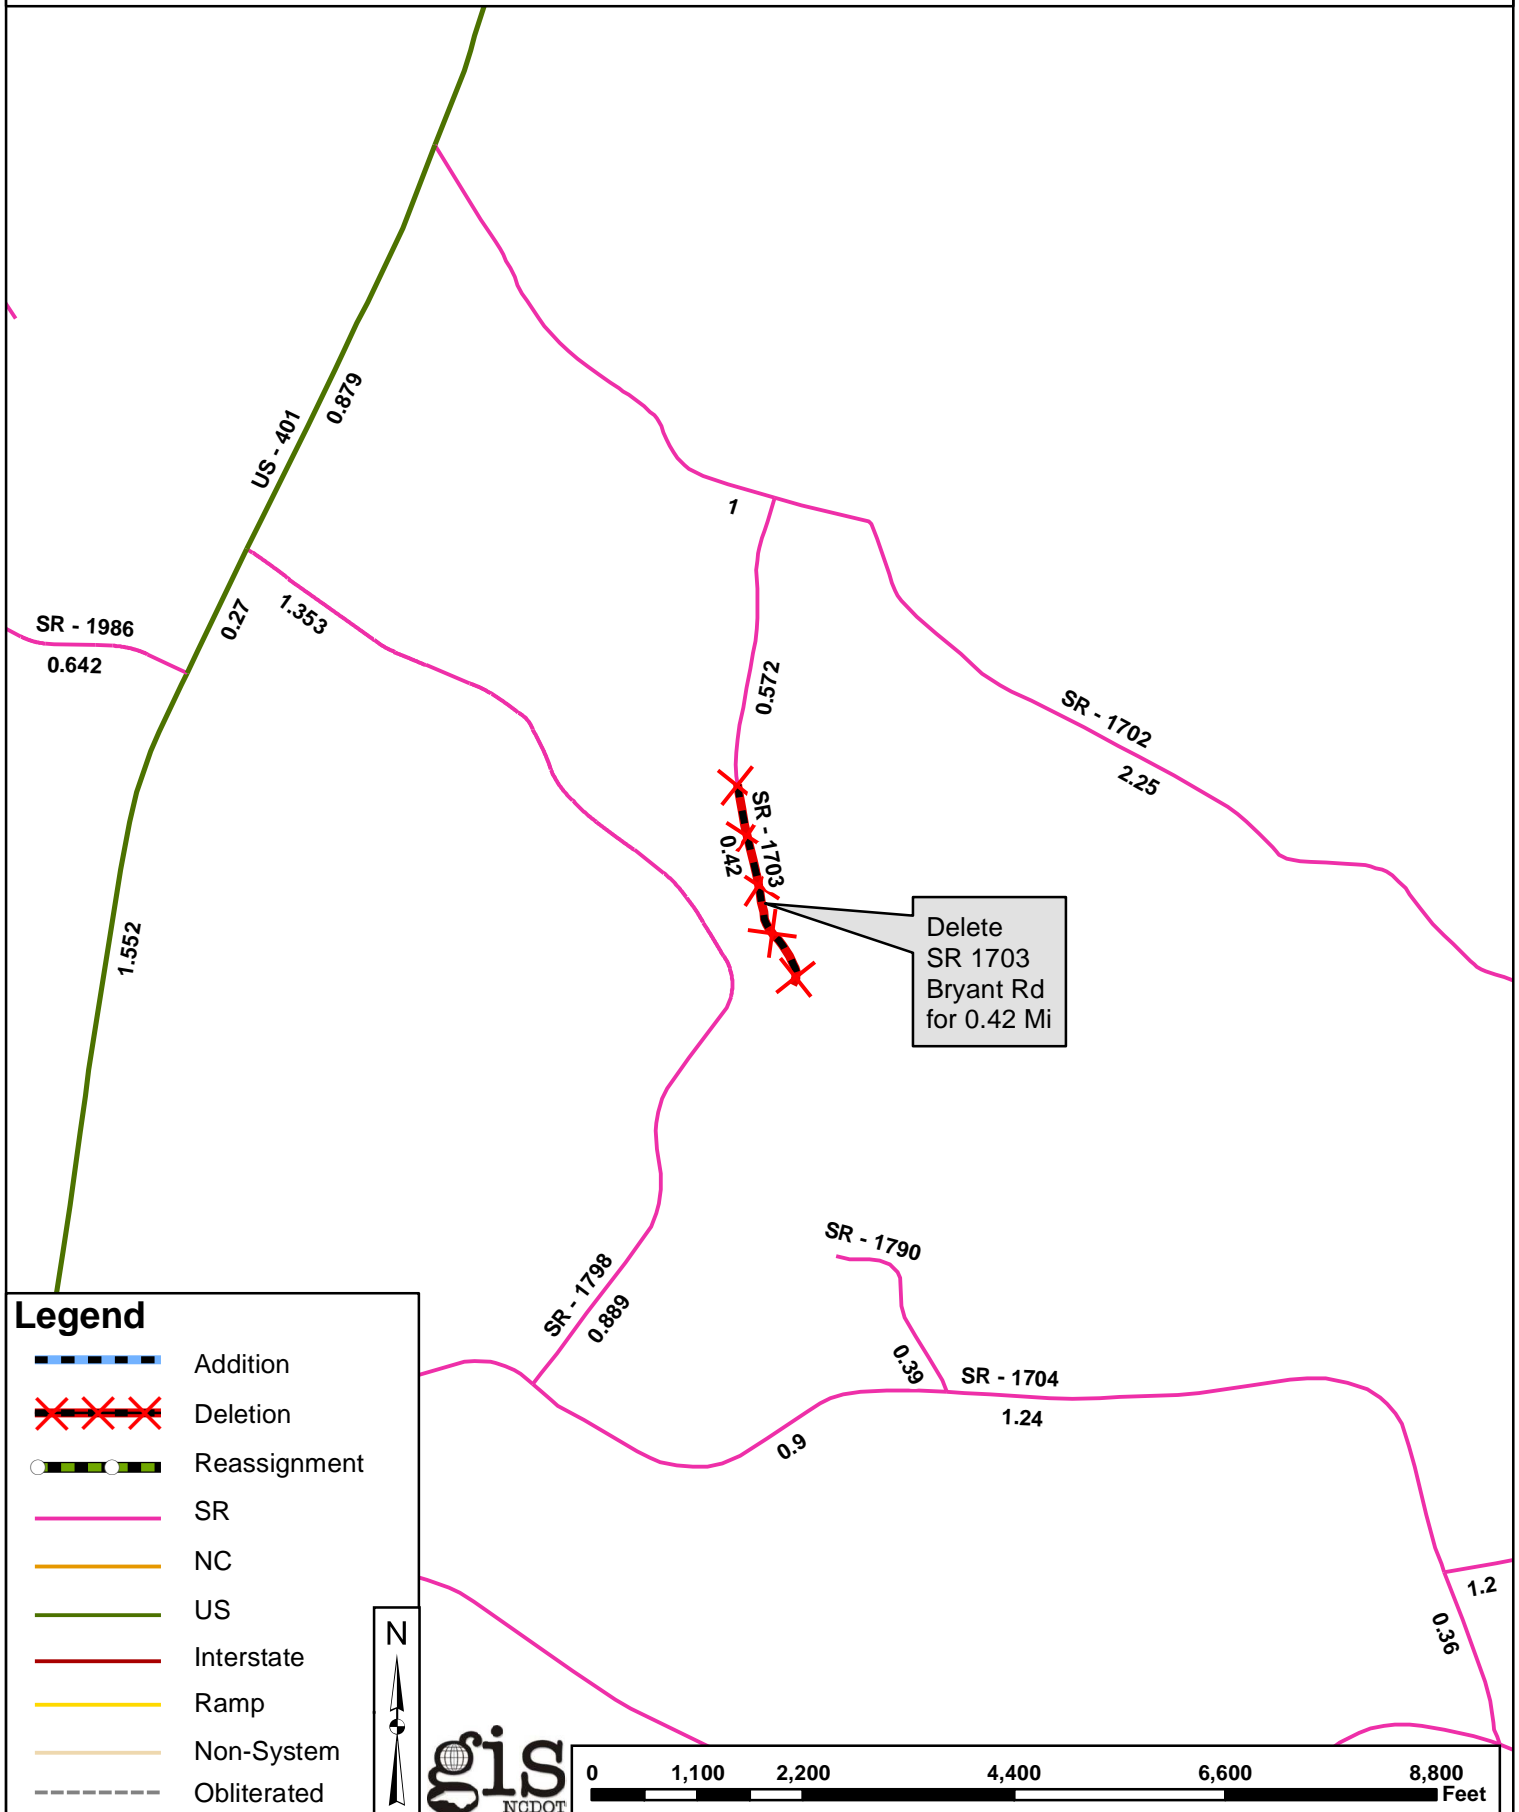 US - 401
0.879
1
SR - 1986
0.642
0.27
1.353
0.572
SR - 1702
2.25
SR - 1703
0.42
Delete
SR 1703
Bryant Rd
for 0.42 Mi
1.552
SR - 1798
0.889
SR - 1790
0.39
SR - 1704
1.24
0.9
1.2
0.36
Legend
Addition
Deletion
Reassignment
SR
NC
US
Interstate
Ramp
Non-System
Obliterated
N
gis
NCDOT
0 1,100 2,200 4,400 6,600 8,800
Feet